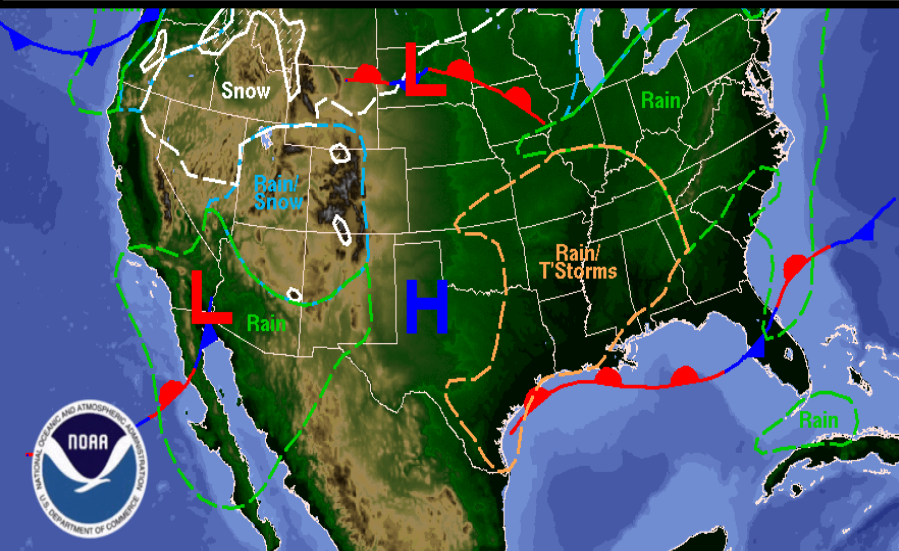 Snow
L
Rain
Rain/
Snow
Rain/
T'Storms
L
H
Rain
Rain
NOAA
NATIONAL OCEANIC AND ATMOSPHERIC ADMINISTRATION
U.S. DEPARTMENT OF COMMERCE